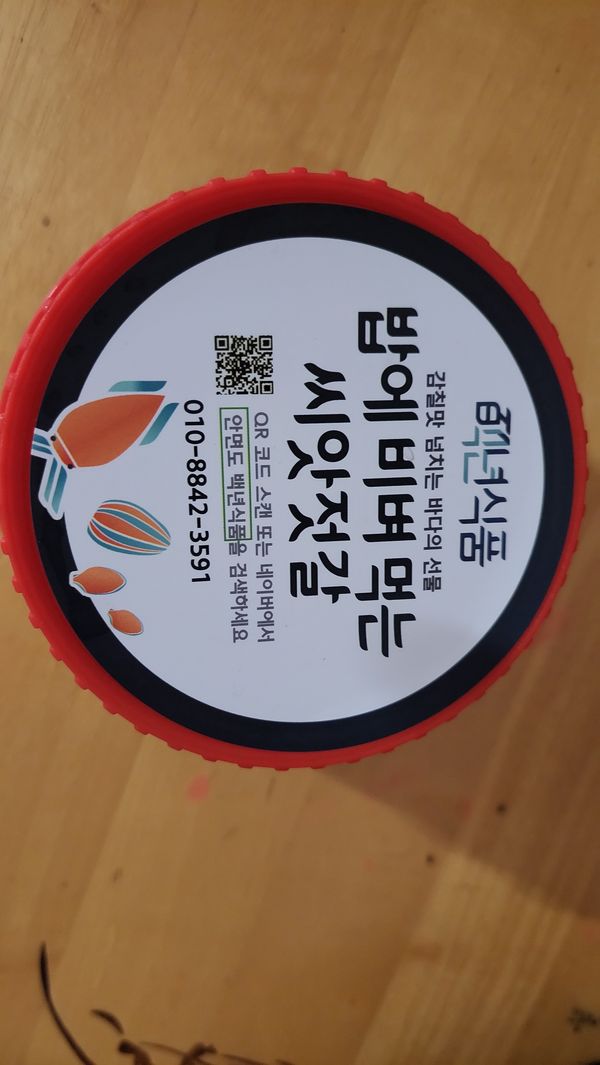 백년식품
감칠맛 넘치는 바다의 선물
밥에 비벼 먹는
씨앗젓갈
QR 코드 스캔 또는 네이버에서
안면도 백년식품을 검색하세요
010-8842-3591